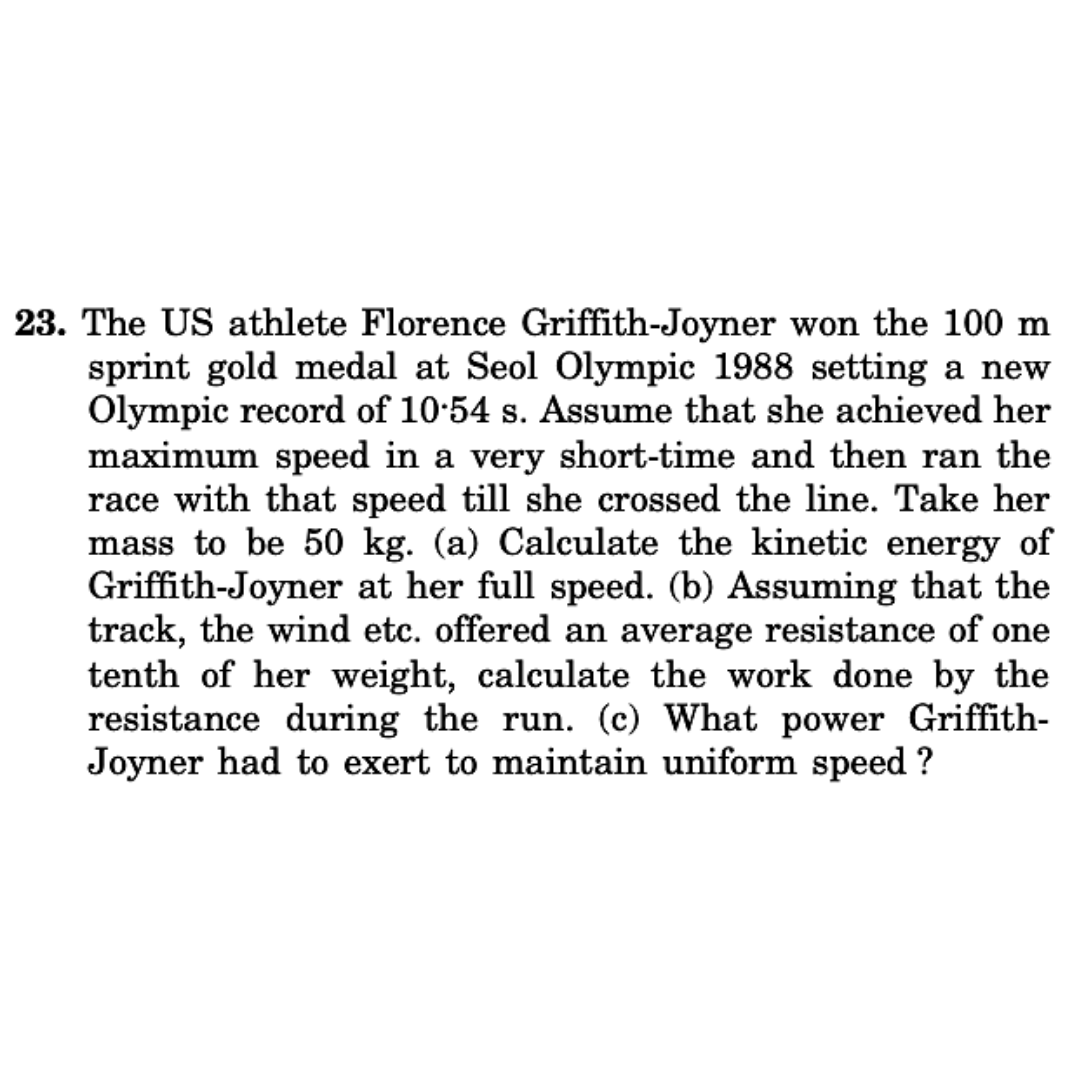 23. The US athlete Florence Griffith-Joyner won the 100 m
sprint gold medal at Seol Olympic 1988 setting a new
Olympic record of 10·54 s. Assume that she achieved her
maximum speed in a very short-time and then ran the
race with that speed till she crossed the line. Take her
mass to be 50 kg. (a) Calculate the kinetic energy of
Griffith-Joyner at her full speed. (b) Assuming that the
track, the wind etc. offered an average resistance of one
tenth of her weight, calculate the work done by the
resistance during the run. (c) What power Griffith-
Joyner had to exert to maintain uniform speed ?